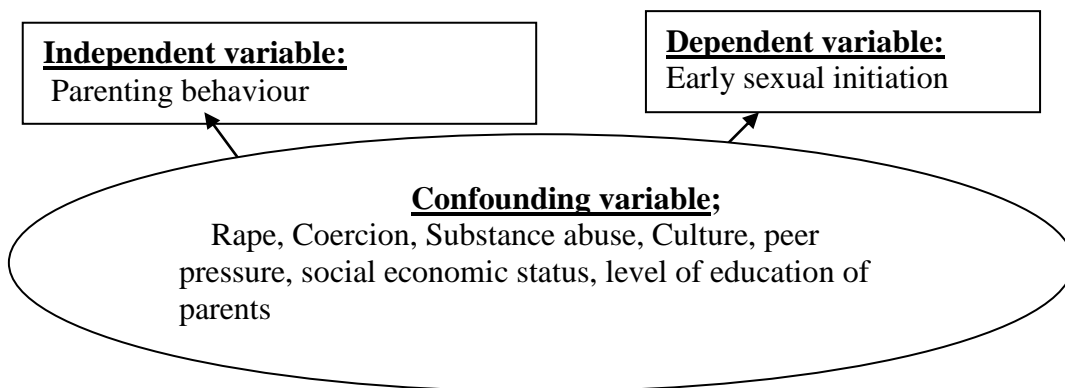 Independent variable:
Parenting behaviour
Dependent variable:
Early sexual initiation
Confounding variable;
Rape, Coercion, Substance abuse, Culture, peer
pressure, social economic status, level of education of
parents